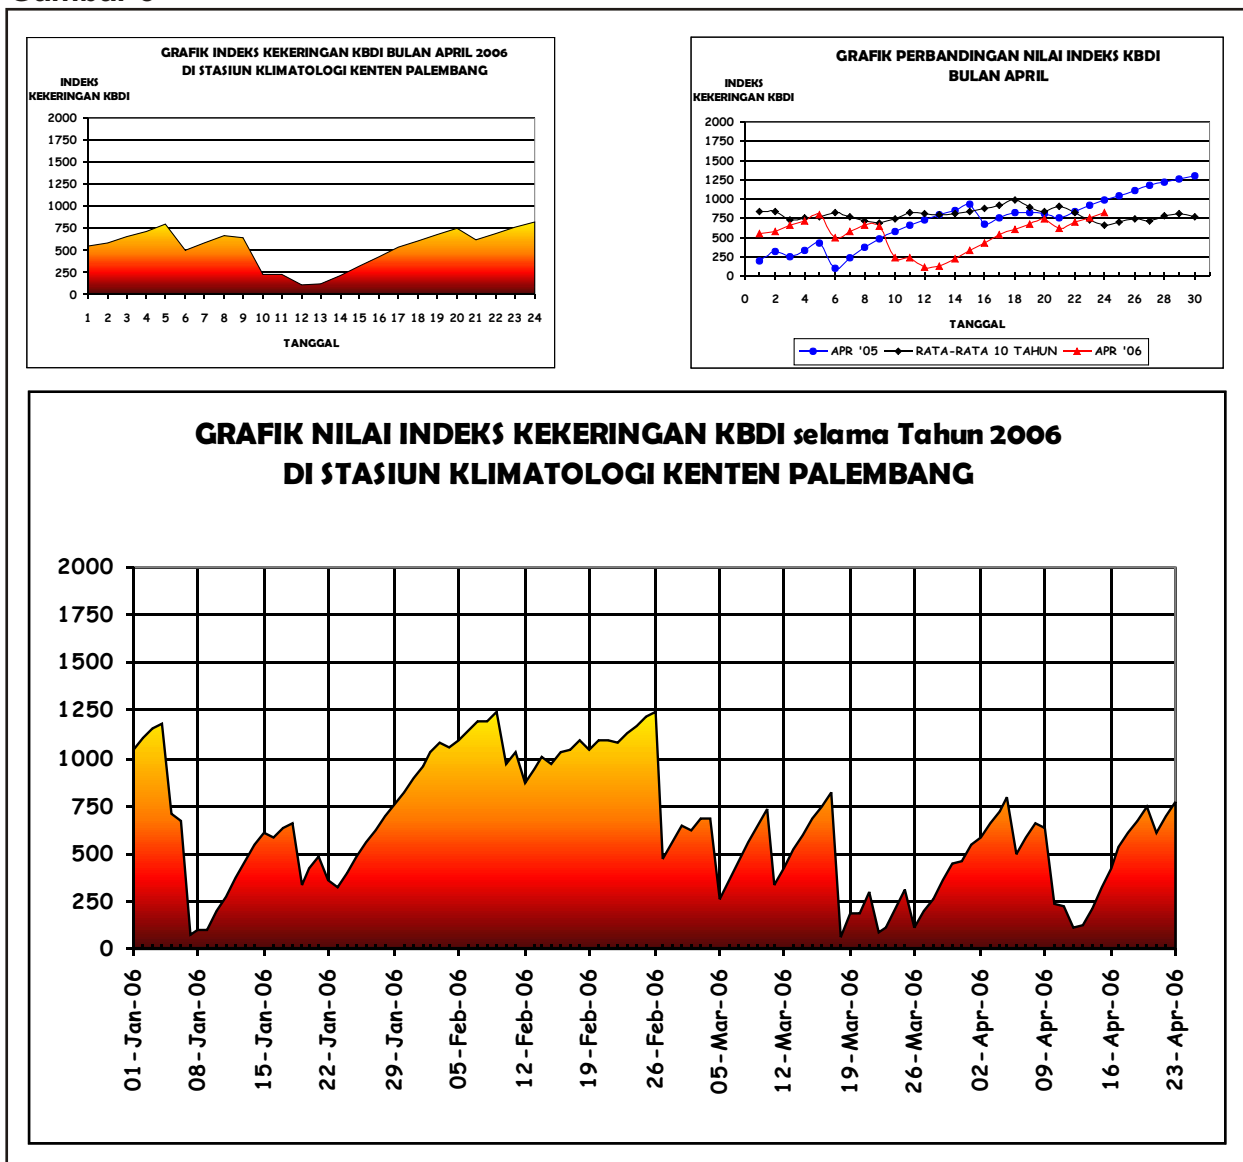 GRAFIK INDEKS KEKERINGAN KBDI BULAN APRIL 2006
DI STASIUN KLIMATOLOGI KENTEN PALEMBANG
INDEKS
KEKERINGAN KBDI
2000
1750
1500
1250
1000
750
500
250
0
1 2 3 4 5 6 7 8 9 10 11 12 13 14 15 16 17 18 19 20 21 22 23 24
TANGGAL
GRAFIK PERBANDINGAN NILAI INDEKS KBDI
BULAN APRIL
INDEKS
KEKERINGAN KBDI
2000
1750
1500
1250
1000
750
500
250
0
0 2 4 6 8 10 12 14 16 18 20 22 24 26 28 30
TANGGAL
APR '05 RATA-RATA 10 TAHUN APR '06
GRAFIK NILAI INDEKS KEKERINGAN KBDI selama Tahun 2006
DI STASIUN KLIMATOLOGI KENTEN PALEMBANG
2000
1750
1500
1250
1000
750
500
250
0
01-Jan-06
08-Jan-06
15-Jan-06
22-Jan-06
29-Jan-06
05-Feb-06
12-Feb-06
19-Feb-06
26-Feb-06
05-Mar-06
12-Mar-06
19-Mar-06
26-Mar-06
02-Apr-06
09-Apr-06
16-Apr-06
23-Apr-06